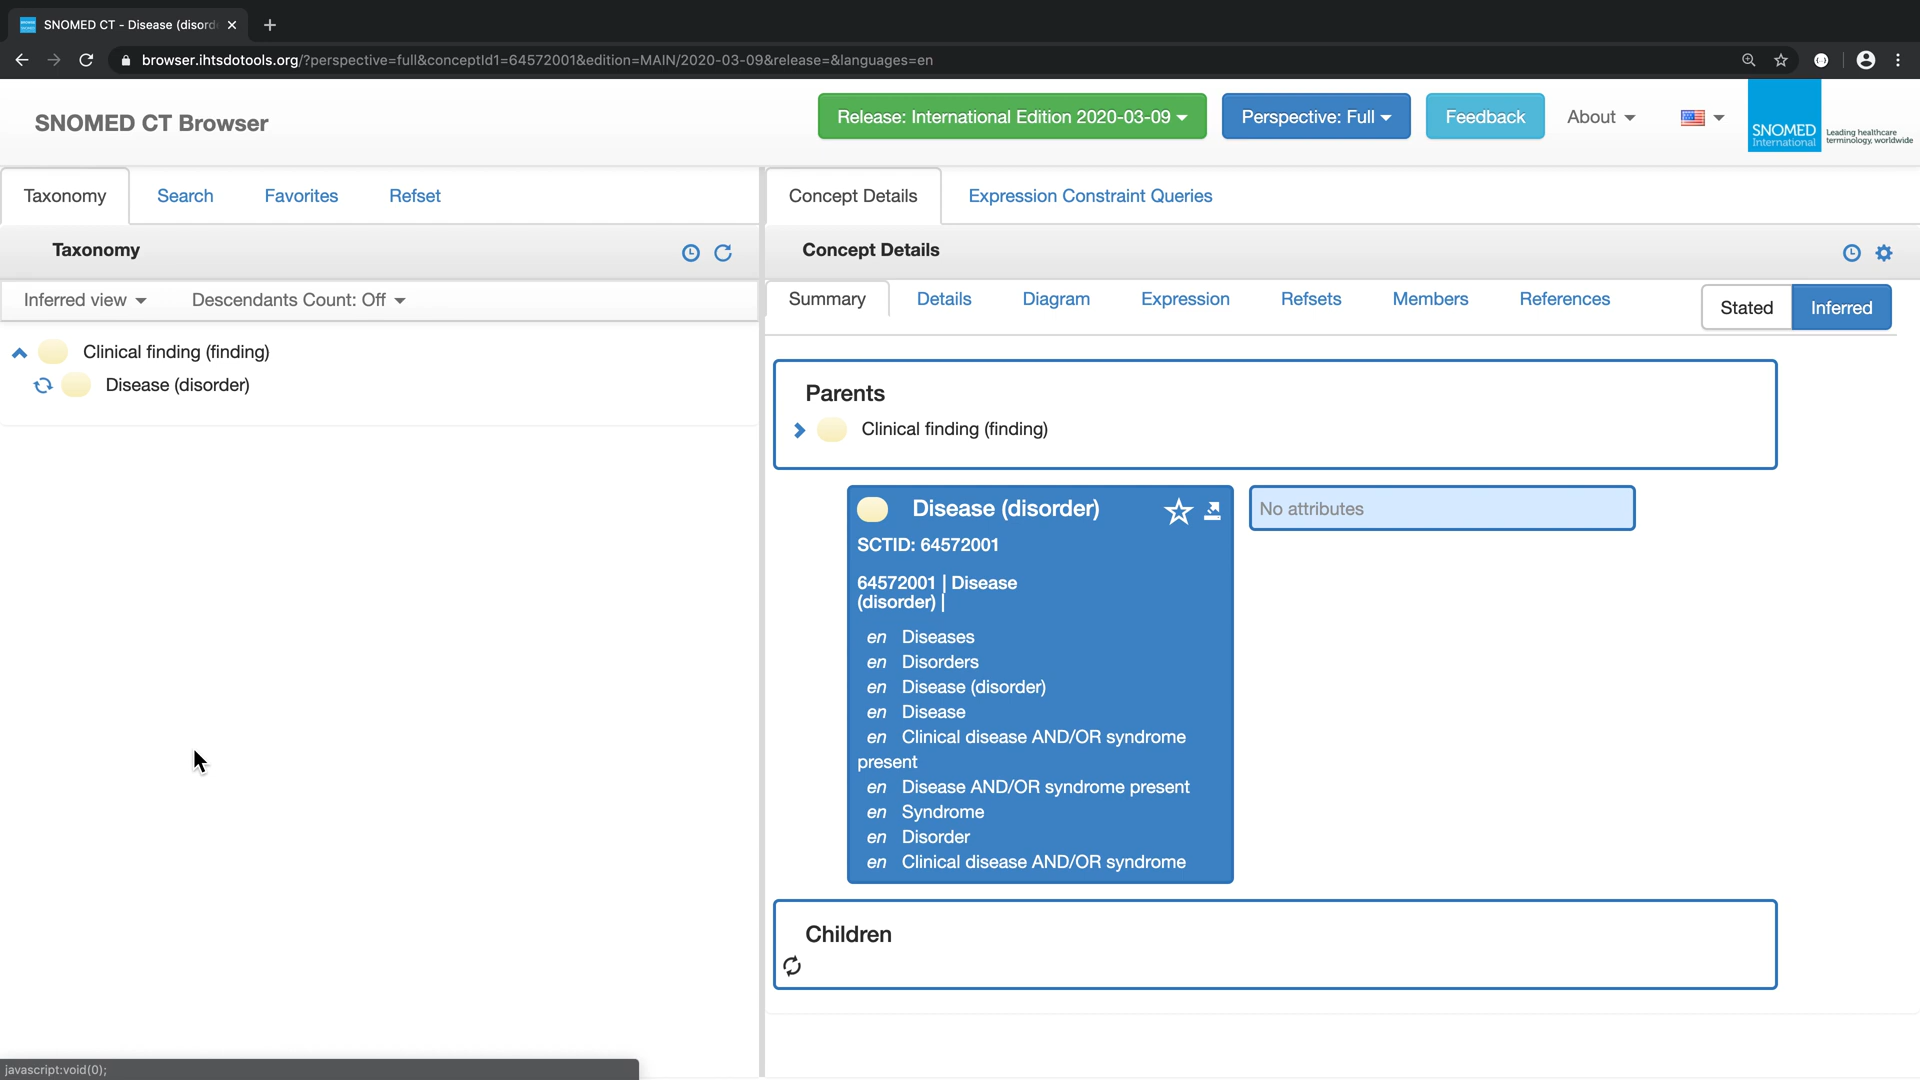 SNOMED CT - Disease (disord
browser.ihtsdotools.org/?perspective=full&conceptId1=64572001&edition=MAIN/2020-03-09&release=&languages=en
SNOMED CT Browser
Release: International Edition 2020-03-09
Perspective: Full
Feedback
About
SNOMED
International
Leading healthcare
terminology, worldwide
Taxonomy
Search
Favorites
Refset
Taxonomy
Inferred view
Descendants Count: Off
Clinical finding (finding)
Disease (disorder)
Concept Details
Expression Constraint Queries
Concept Details
Summary
Details
Diagram
Expression
Refsets
Members
References
Stated
Inferred
Parents
Clinical finding (finding)
Disease (disorder)
SCTID: 64572001
64572001 | Disease
(disorder) |
en Diseases
en Disorders
en Disease (disorder)
en Disease
en Clinical disease AND/OR syndrome
present
en Disease AND/OR syndrome present
en Syndrome
en Disorder
en Clinical disease AND/OR syndrome
No attributes
Children
javascript:void(0);